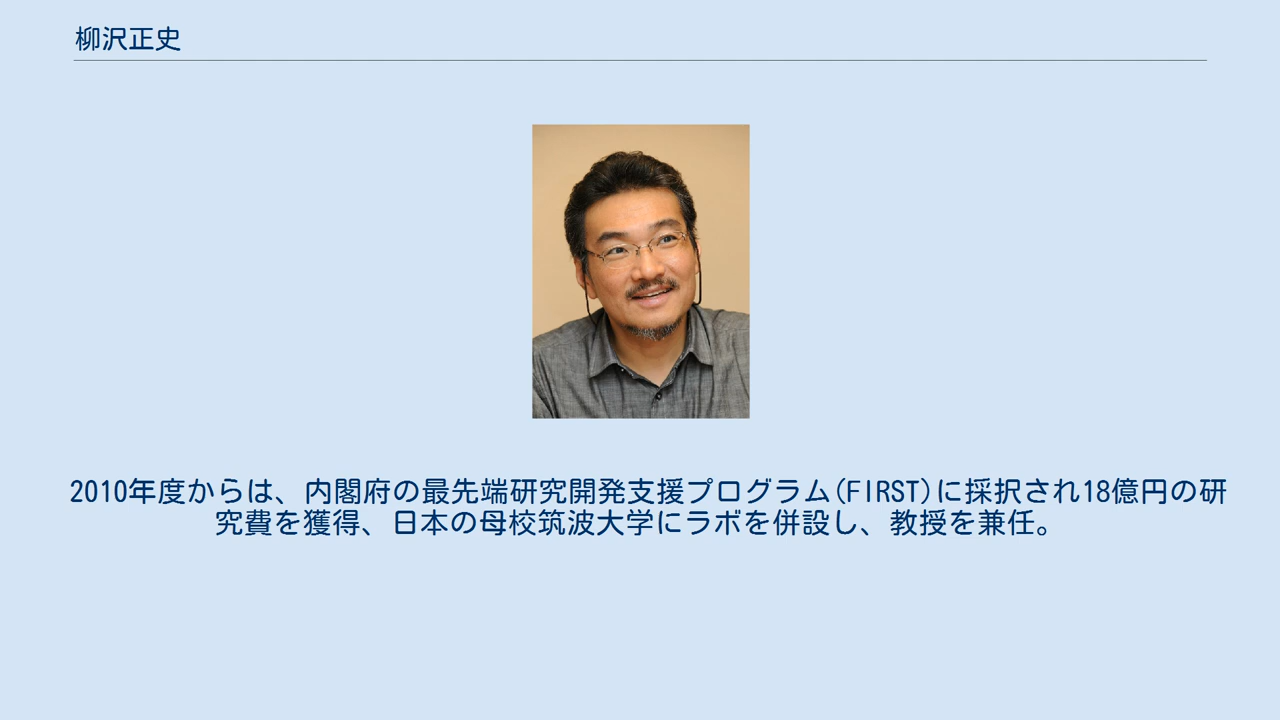 柳沢正史
2010年度からは、内閣府の最先端研究開発支援プログラム(FIRST)に採択され18億円の研
究費を獲得、日本の母校筑波大学にラボを併設し、教授を兼任。